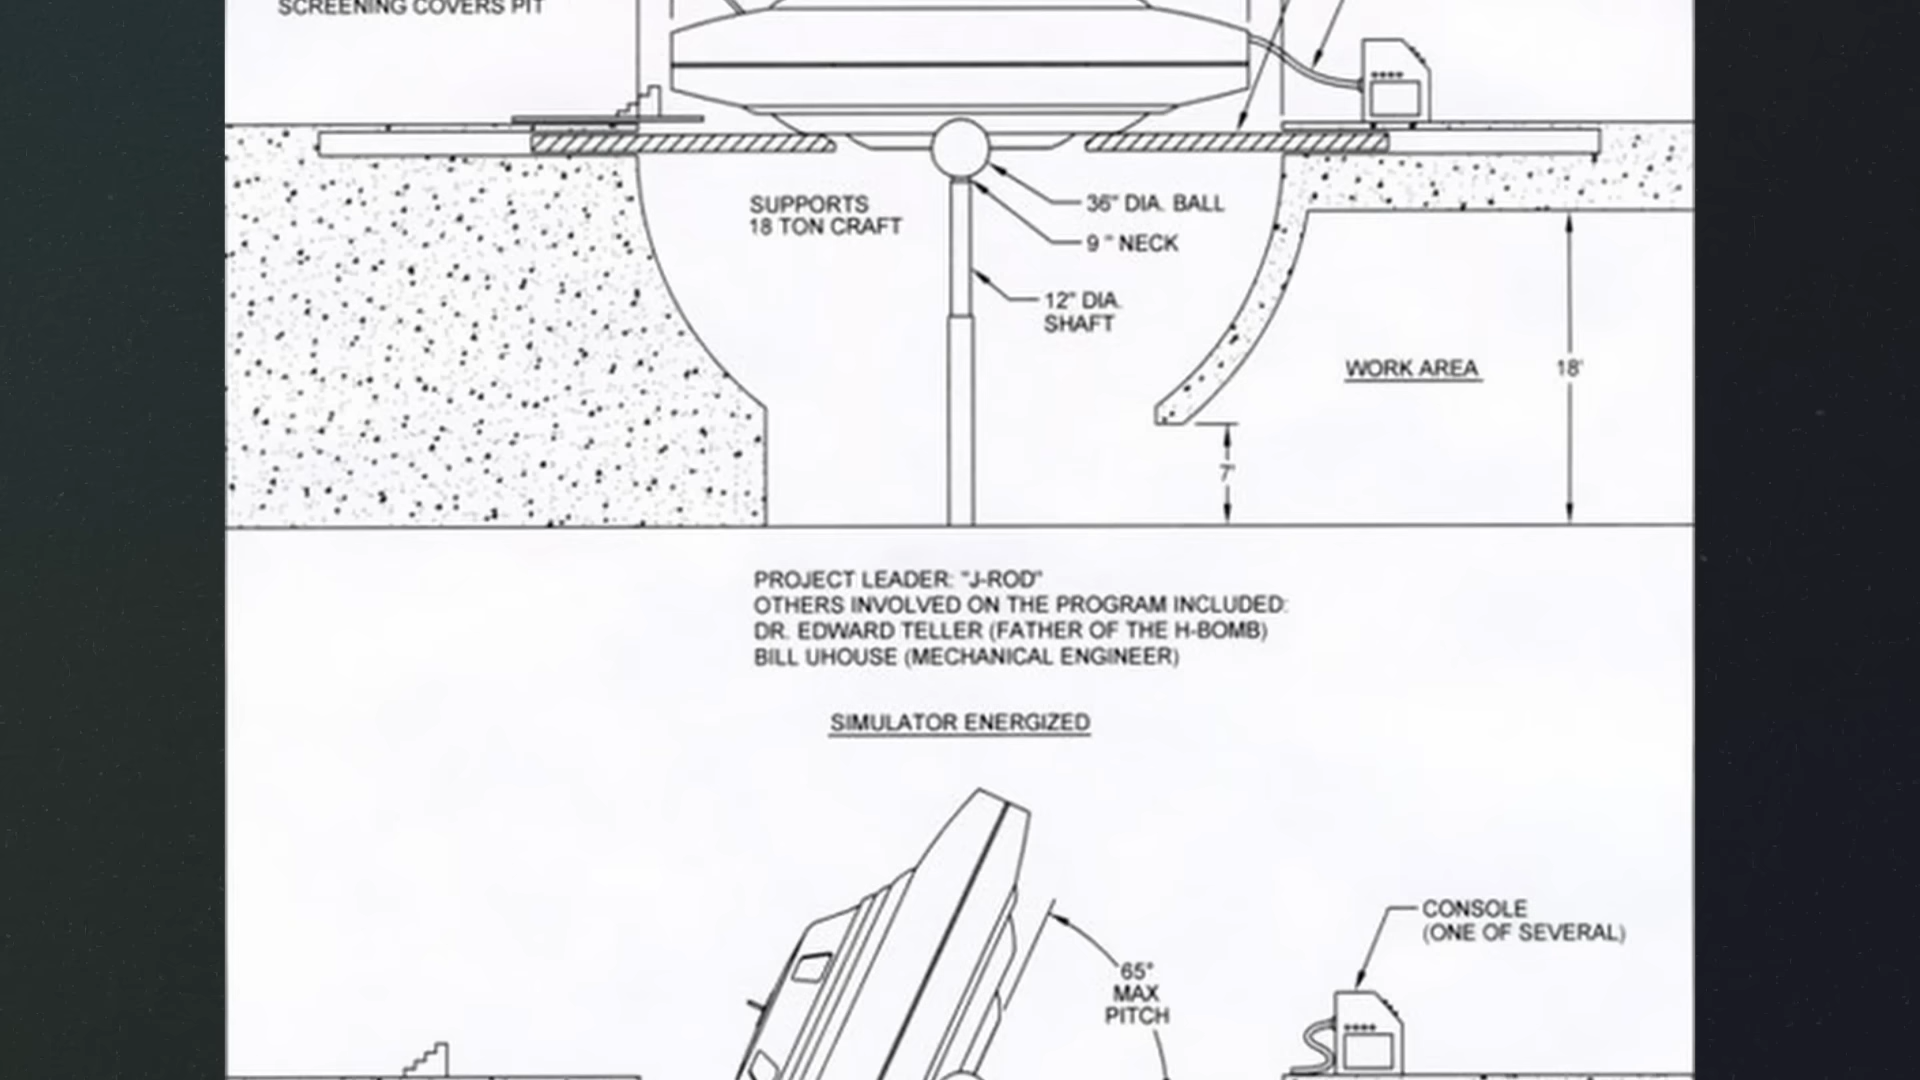 SCREENING COVERS PIT
SUPPORTS
18 TON CRAFT
36" DIA. BALL
9 " NECK
12" DIA.
SHAFT
WORK AREA
18'
7'
PROJECT LEADER: "J-ROD"
OTHERS INVOLVED ON THE PROGRAM INCLUDED:
DR. EDWARD TELLER (FATHER OF THE H-BOMB)
BILL UHOUSE (MECHANICAL ENGINEER)
SIMULATOR ENERGIZED
CONSOLE
(ONE OF SEVERAL)
65°
MAX
PITCH